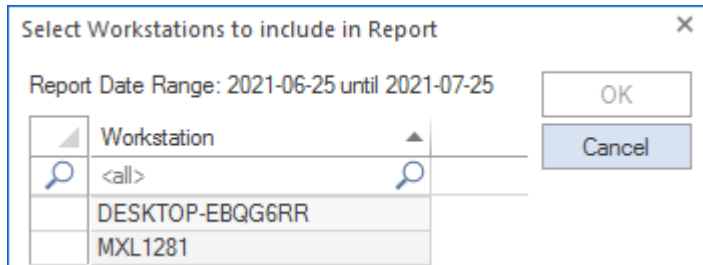 Select Workstations to include in Report
Report Date Range: 2021-06-25 until 2021-07-25
OK
Workstation
Cancel
<all>
DESKTOP-EBQG6RR
MXL1281